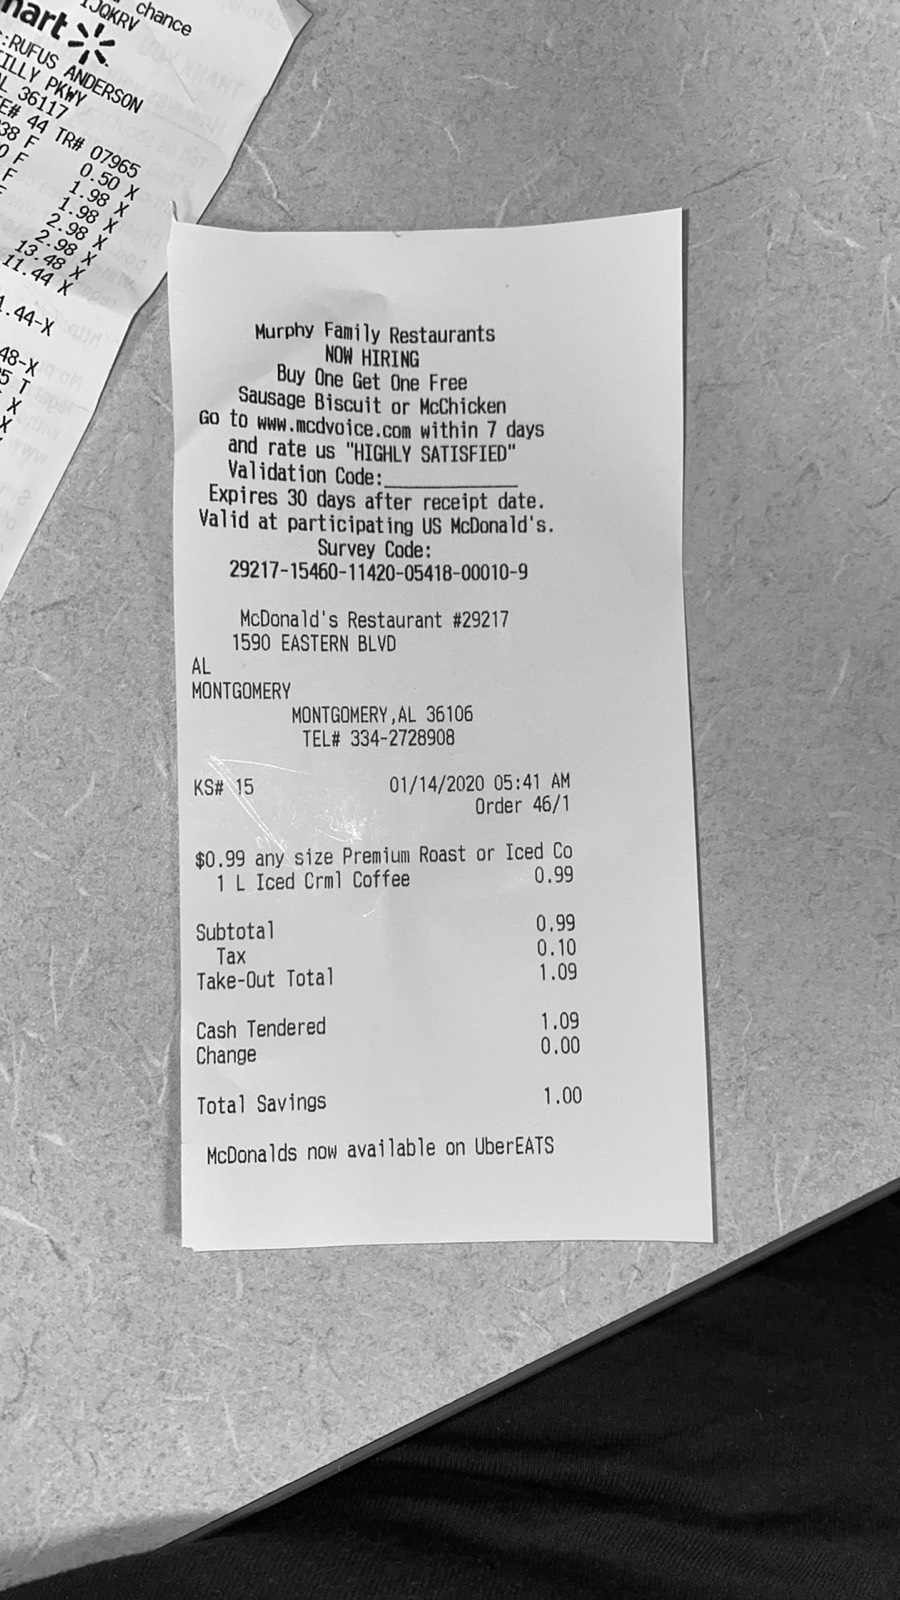 chance
1JQKRV
mart
:RUFUS ANDERSON
ILLY PKWY
AL 36117
E# 44 TR# 07965
38 F 0.50 X
0 F 1.98 X
F 1.98 X
2.98 X
2.98 X
13.48 X
11.44 X
1.44-X
48-X
5 T
X
X
Murphy Family Restaurants
NOW HIRING
Buy One Get One Free
Sausage Biscuit or McChicken
Go to www.mcdvoice.com within 7 days
and rate us "HIGHLY SATISFIED"
Validation Code:____________
Expires 30 days after receipt date.
Valid at participating US McDonald's.
Survey Code:
29217-15460-11420-05418-00010-9
McDonald's Restaurant #29217
1590 EASTERN BLVD
AL
MONTGOMERY
MONTGOMERY,AL 36106
TEL# 334-2728908
KS# 15 01/14/2020 05:41 AM
Order 46/1
$0.99 any size Premium Roast or Iced Co
1 L Iced Crml Coffee 0.99
Subtotal 0.99
Tax 0.10
Take-Out Total 1.09
Cash Tendered 1.09
Change 0.00
Total Savings 1.00
McDonalds now available on UberEATS